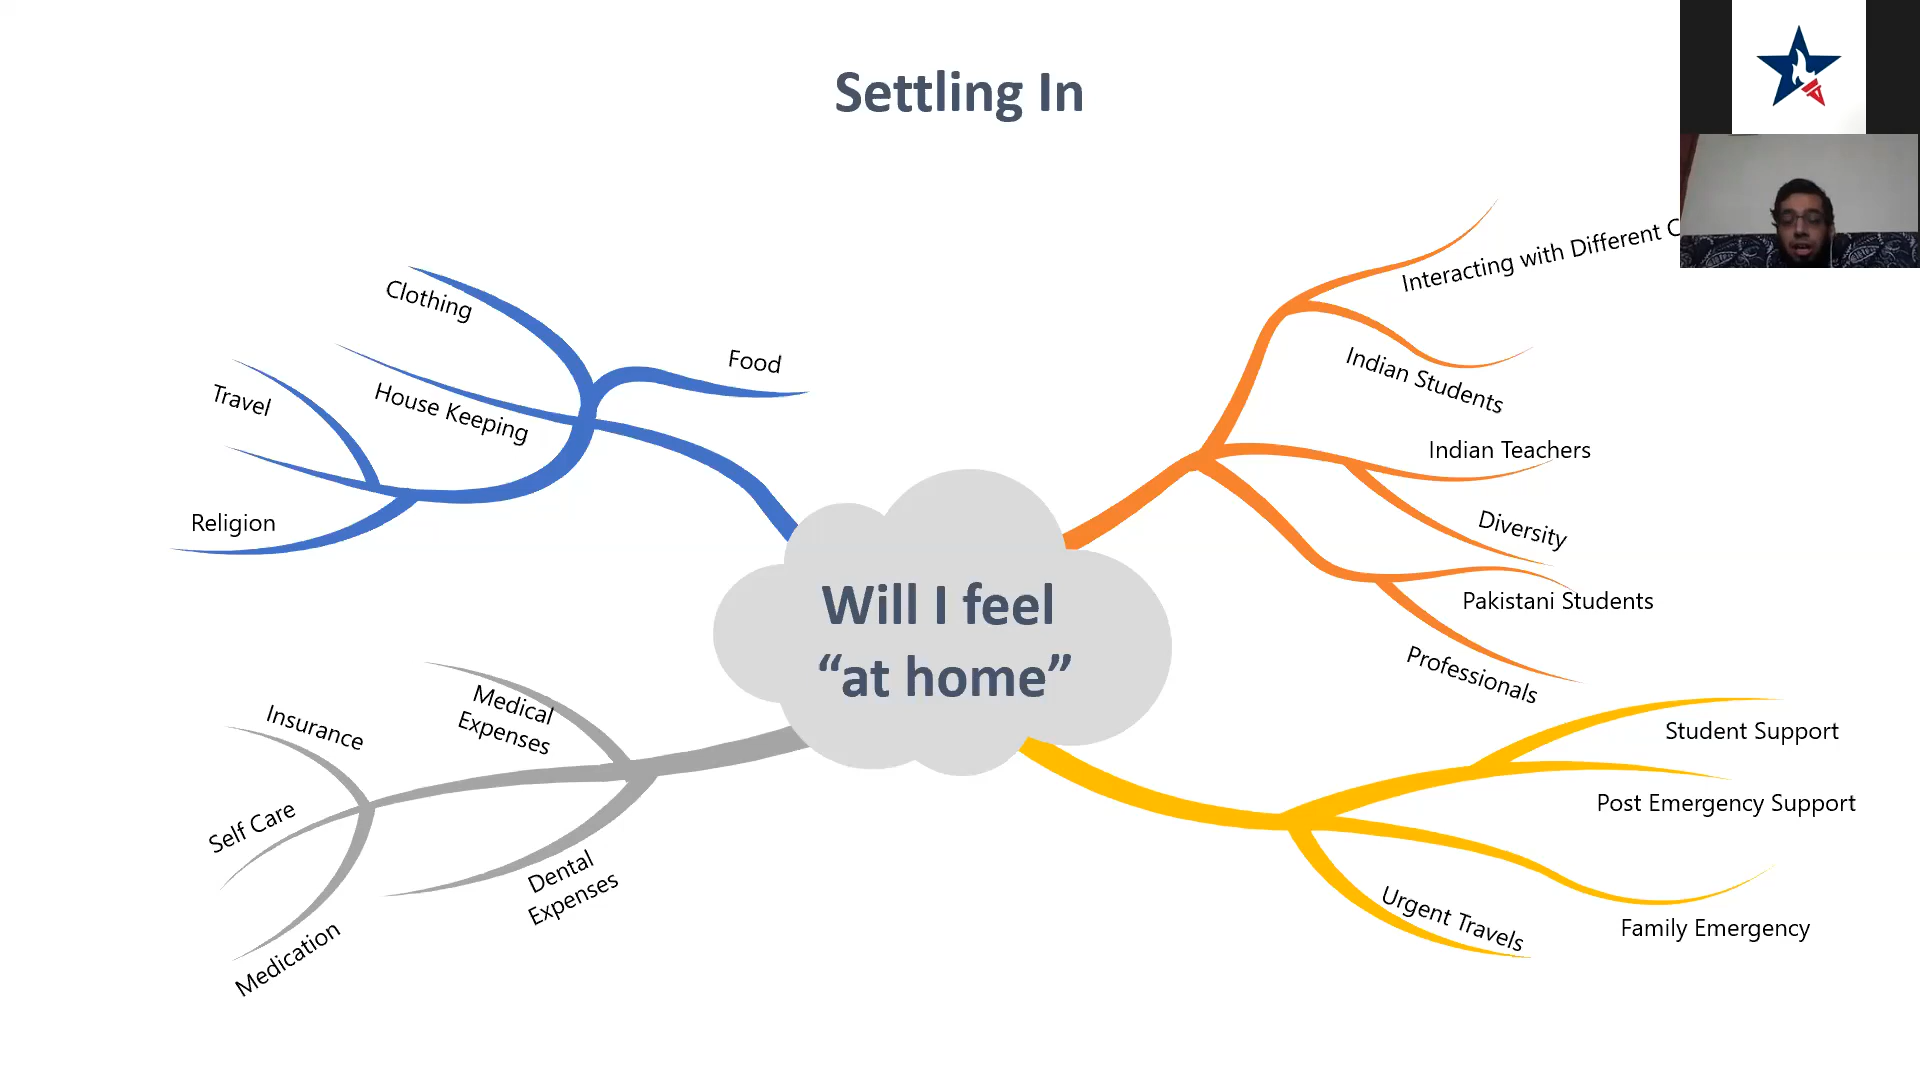 Settling In
Clothing
Food
Travel
House Keeping
Religion
Interacting with Different
Indian Students
Indian Teachers
Diversity
Pakistani Students
Professionals
Will I feel
“at home”
Medical
Expenses
Insurance
Self Care
Dental
Expenses
Medication
Student Support
Post Emergency Support
Urgent Travels
Family Emergency